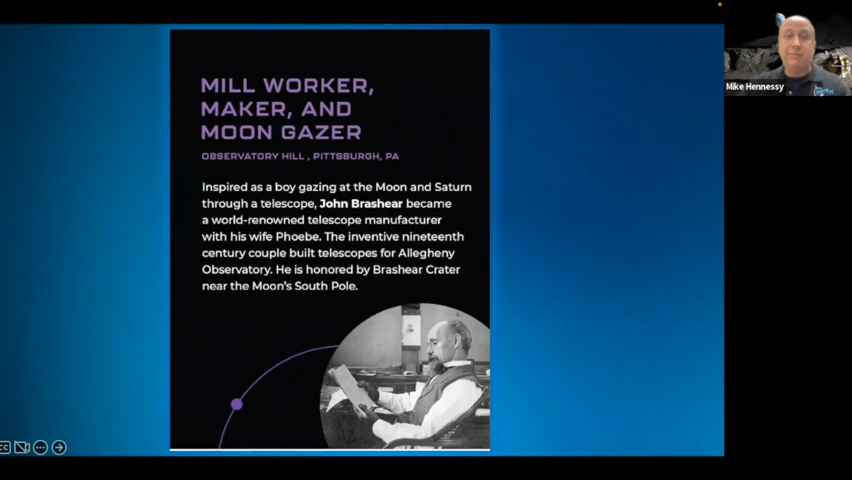 MILL WORKER,
MAKER, AND
MOON GAZER
OBSERVATORY HILL , PITTSBURGH, PA
Inspired as a boy gazing at the Moon and Saturn
through a telescope, John Brashear became
a world-renowned telescope manufacturer
with his wife Phoebe. The inventive nineteenth
century couple built telescopes for Allegheny
Observatory. He is honored by Brashear Crater
near the Moon's South Pole.
Mike Hennessy
CC